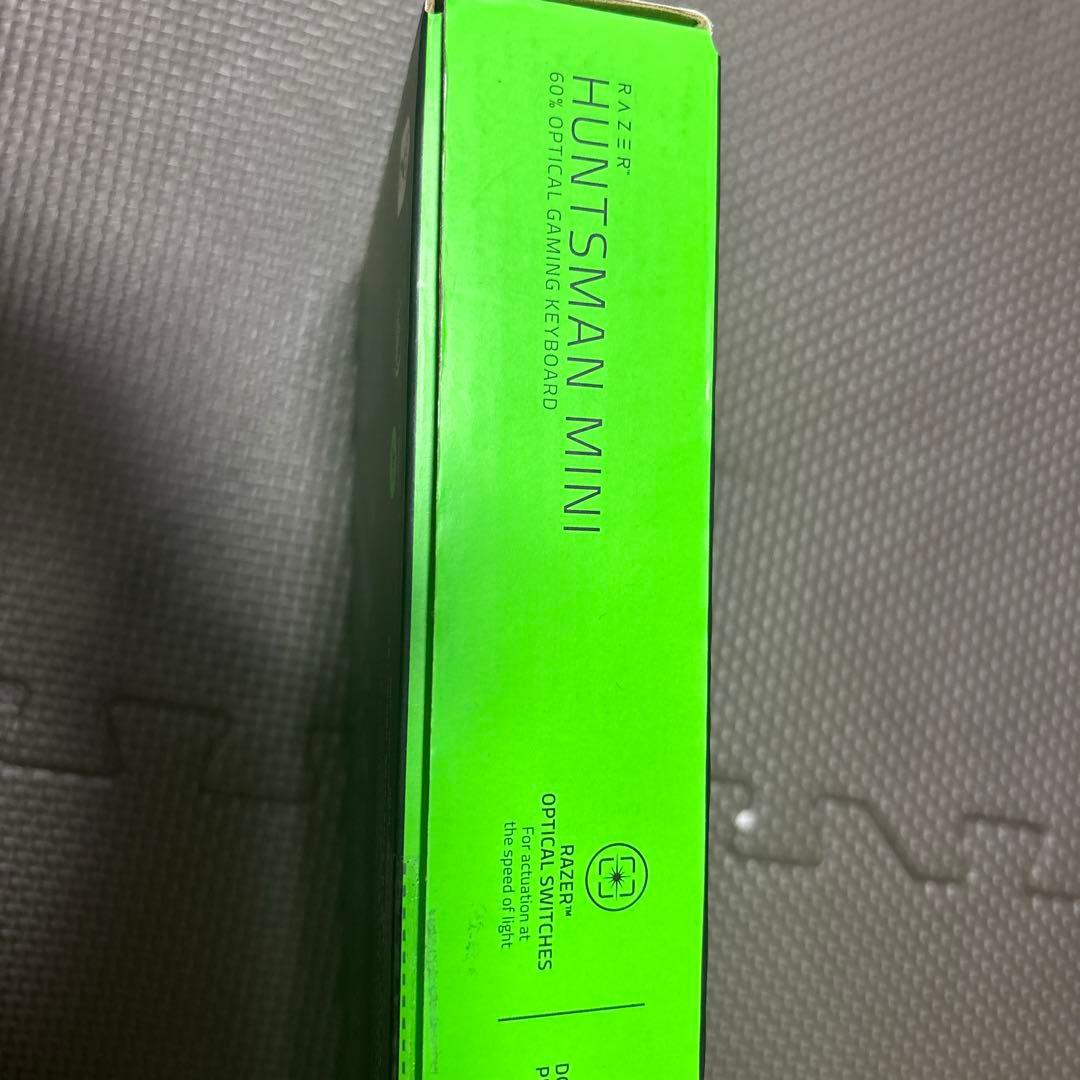 RAZER™
HUNTSMAN MINI
60% OPTICAL GAMING KEYBOARD
RAZER™
OPTICAL SWITCHES
For actuation at
the speed of light